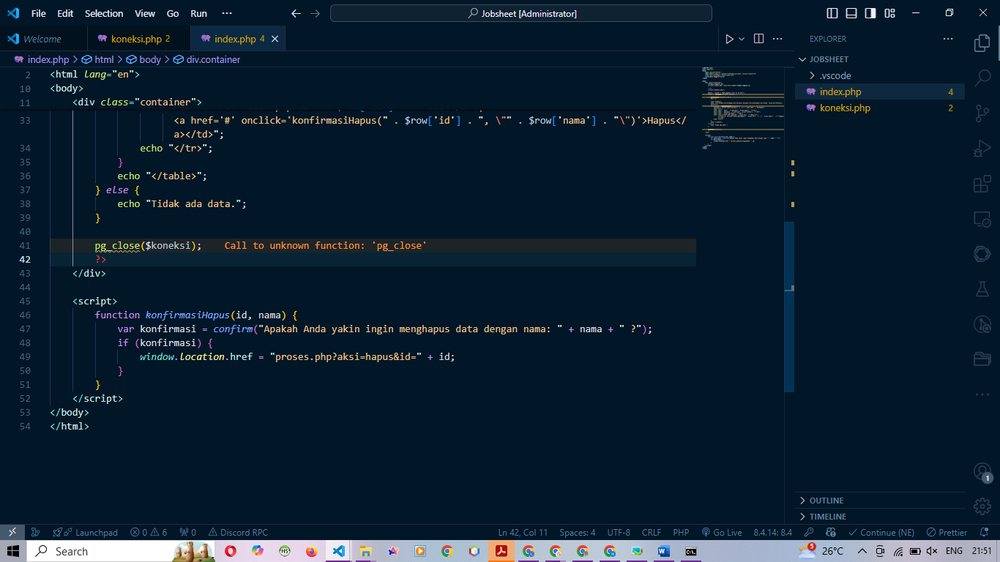 File Edit Selection View Go Run ··· Jobsheet [Administrator]
Welcome koneksi.php 2 index.php 4
index.php > html > body > div.container
2 <html lang="en">
10 <body>
11 <div class="container">
33 <a href='#' onclick='konfirmasiHapus(" . $row['id'] . ", \"" . $row['nama'] . "\")'>Hapus</
a></td>";
34 echo "</tr>";
35 }
36 echo "</table>";
37 } else {
38 echo "Tidak ada data.";
39 }
40
41 pg_close($koneksi); Call to unknown function: 'pg_close'
42 ?>
43 </div>
44
45 <script>
46 function konfirmasiHapus(id, nama) {
47 var konfirmasi = confirm("Apakah Anda yakin ingin menghapus data dengan nama: " + nama + " ?");
48 if (konfirmasi) {
49 window.location.href = "proses.php?aksi=hapus&id=" + id;
50 }
51 }
52 </script>
53 </body>
54 </html>
EXPLORER
JOBSHEET
.vscode
index.php 4
koneksi.php 2
OUTLINE
TIMELINE
1
Launchpad 0 6 0 Discord RPC Ln 42, Col 11 Spaces: 4 UTF-8 CRLF PHP Go Live 8.4.14: 8.4 Continue (NE) Prettier
Search 5 26°C ENG 21:51